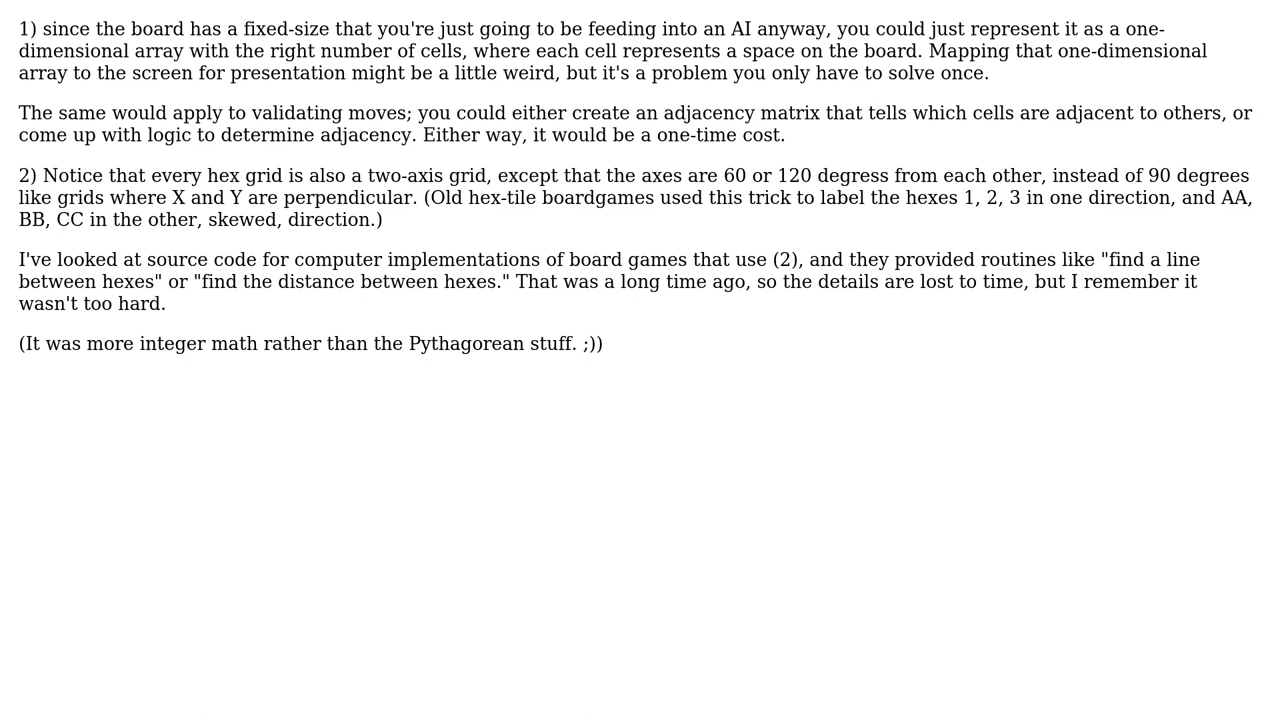 1) since the board has a fixed-size that you're just going to be feeding into an AI anyway, you could just represent it as a one-
dimensional array with the right number of cells, where each cell represents a space on the board. Mapping that one-dimensional
array to the screen for presentation might be a little weird, but it's a problem you only have to solve once.
The same would apply to validating moves; you could either create an adjacency matrix that tells which cells are adjacent to others, or
come up with logic to determine adjacency. Either way, it would be a one-time cost.
2) Notice that every hex grid is also a two-axis grid, except that the axes are 60 or 120 degress from each other, instead of 90 degrees
like grids where X and Y are perpendicular. (Old hex-tile boardgames used this trick to label the hexes 1, 2, 3 in one direction, and AA,
BB, CC in the other, skewed, direction.)
I've looked at source code for computer implementations of board games that use (2), and they provided routines like "find a line
between hexes" or "find the distance between hexes." That was a long time ago, so the details are lost to time, but I remember it
wasn't too hard.
(It was more integer math rather than the Pythagorean stuff. ;))